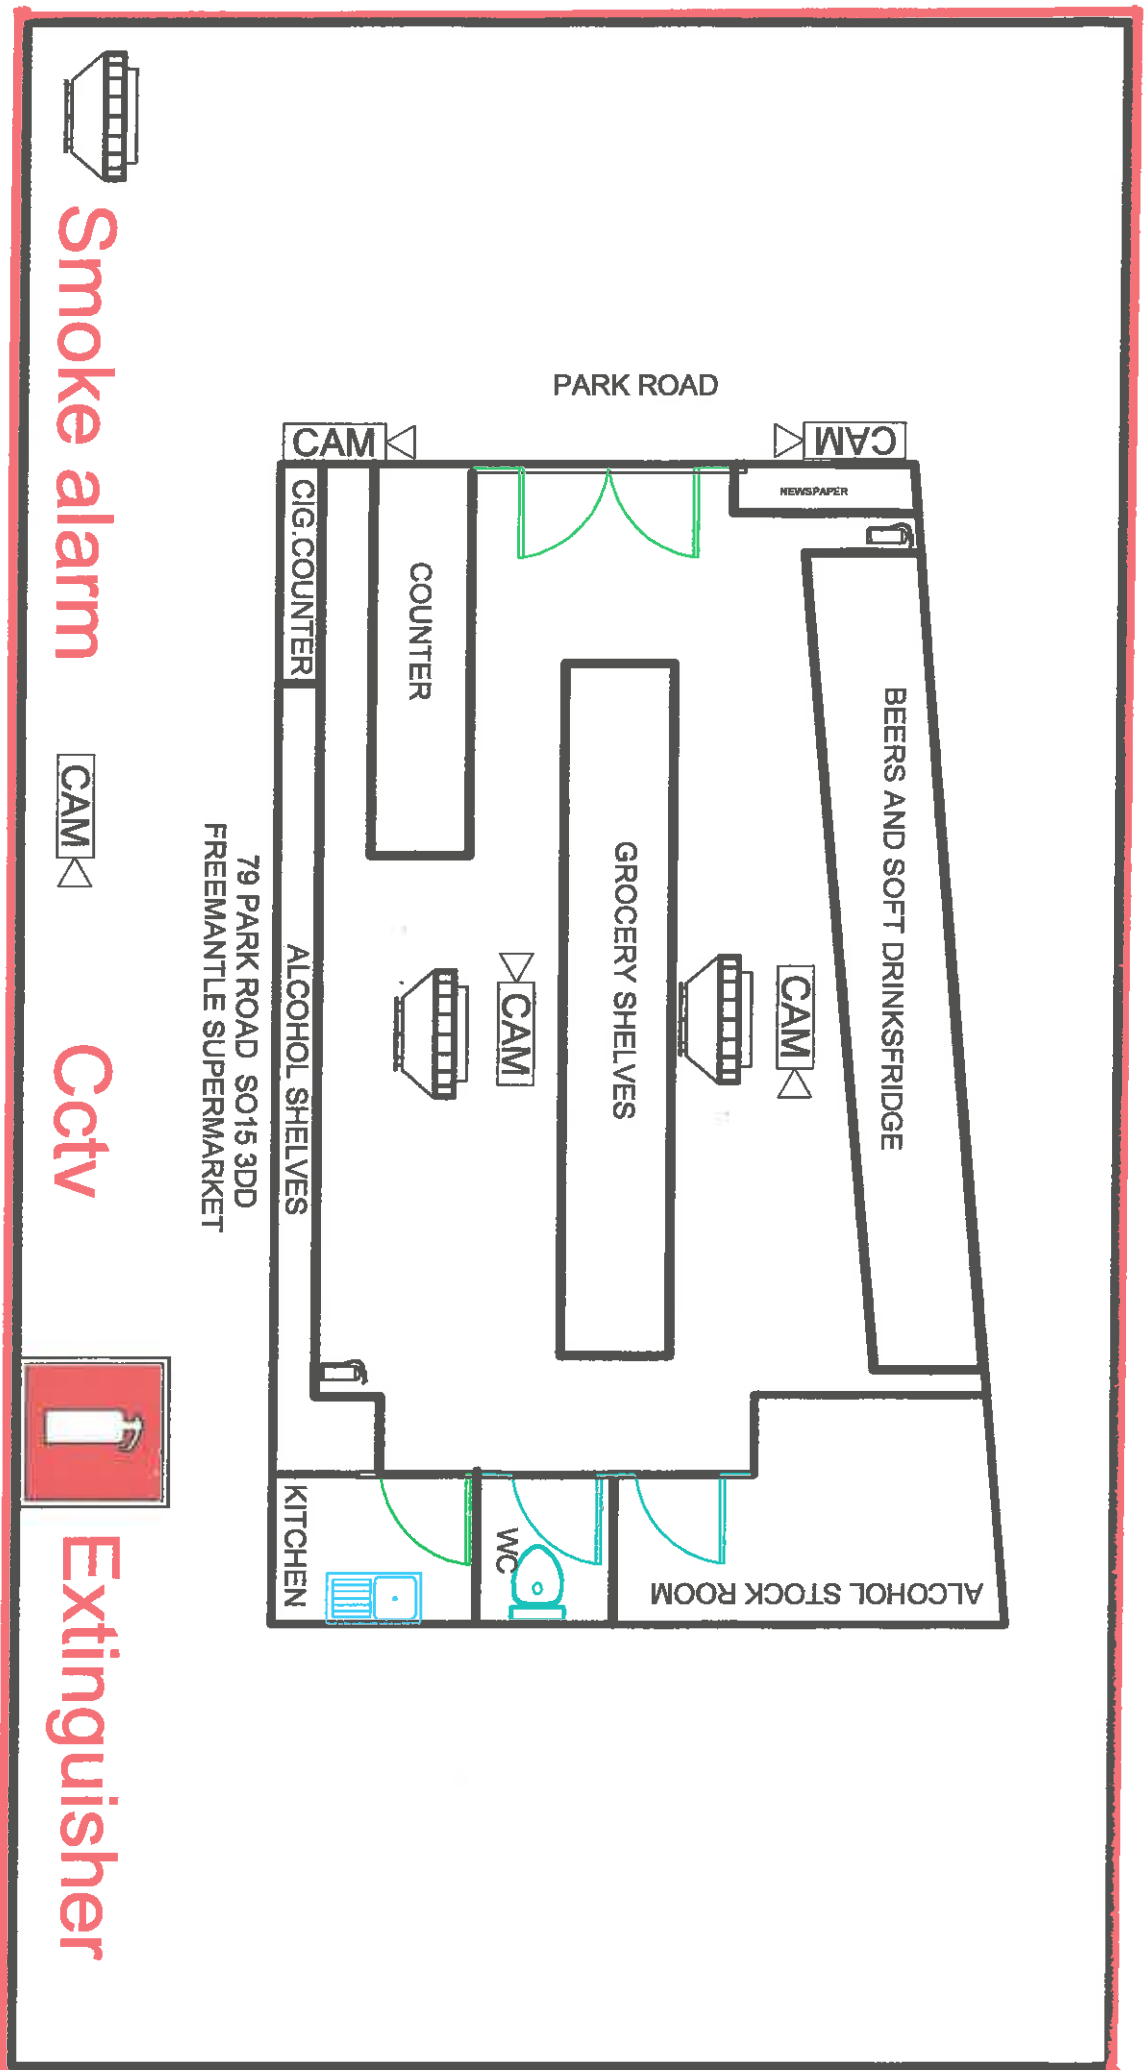 PARK ROAD
CAM
CAM
NEWSPAPER
CIG.COUNTER
COUNTER
BEERS AND SOFT DRINKSFRIDGE
GROCERY SHELVES
CAM
CAM
ALCOHOL SHELVES
KITCHEN
WC
ALCOHOL STOCK ROOM
79 PARK ROAD SO15 3DD
FREEMANTLE SUPERMARKET
Smoke alarm
CAM
Cctv
Extinguisher